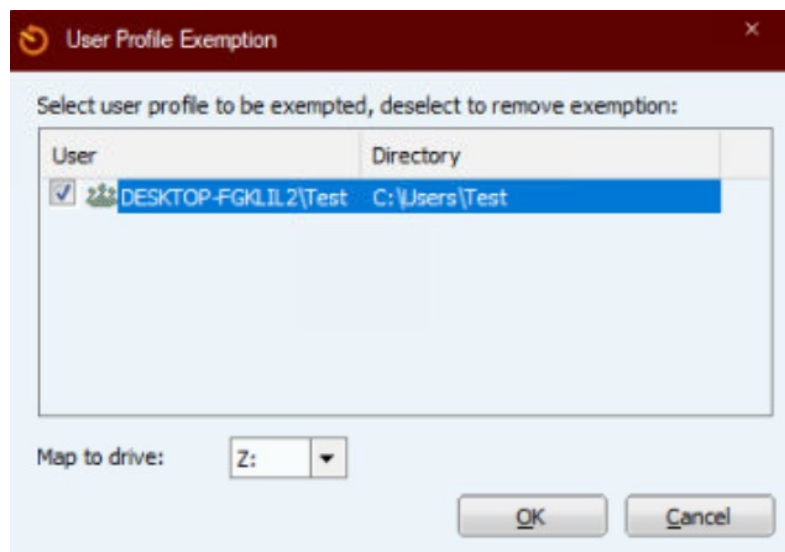 User Profile Exemption
Select user profile to be exempted, deselect to remove exemption:
User Directory
DESKTOP-FGKLIL2\Test C:\Users\Test
Map to drive: Z:
OK Cancel